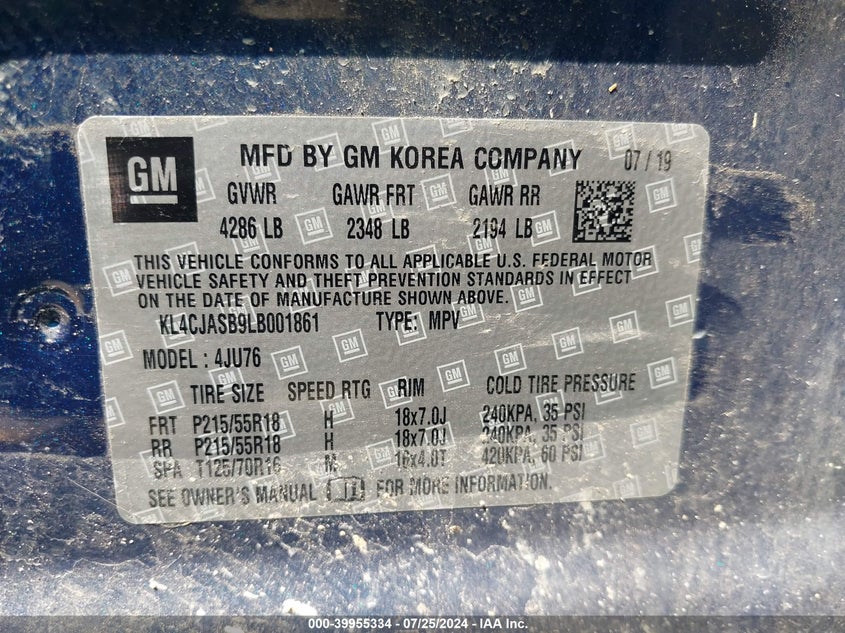 GM MFD BY GM KOREA COMPANY 07/19
GVWR GAWR FRT GAWR RR
4286 LB 2348 LB 2194 LB
THIS VEHICLE CONFORMS TO ALL APPLICABLE U.S. FEDERAL MOTOR
VEHICLE SAFETY AND THEFT PREVENTION STANDARDS IN EFFECT
ON THE DATE OF MANUFACTURE SHOWN ABOVE.
KL4CJASB9LB001861 TYPE: MPV
MODEL : 4JU76
TIRE SIZE SPEED RTG RIM COLD TIRE PRESSURE
FRT P215/55R18 H 18x7.0J 240KPA, 35 PSI
RR P215/55R18 H 18x7.0J 240KPA, 35 PSI
SPA T125/70R16 M 16x4.0T 420KPA, 60 PSI
SEE OWNER'S MANUAL FOR MORE INFORMATION.
000-39955334 - 07/25/2024 - © IAA Inc.